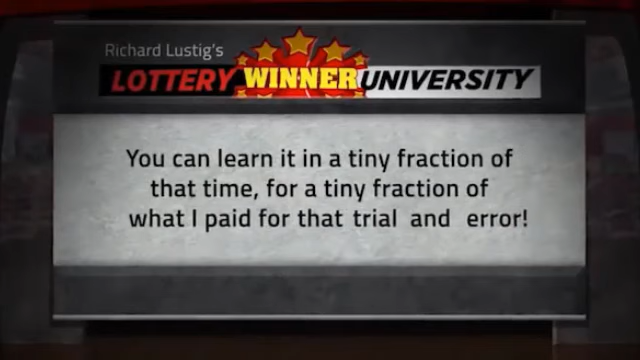 Richard Lustig's
LOTTERY WINNER UNIVERSITY
You can learn it in a tiny fraction of
that time, for a tiny fraction of
what I paid for that trial and error!